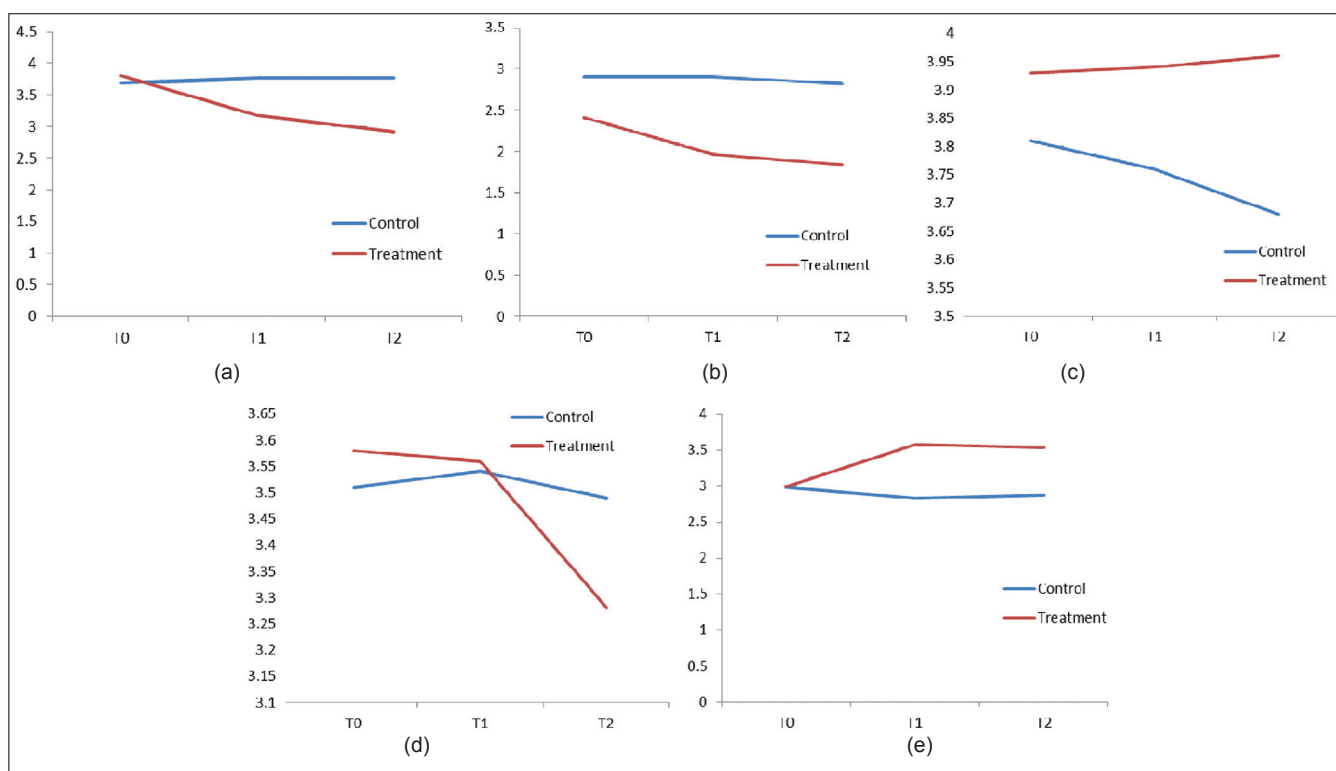 4.5
4
3.5
3
2.5
2
1.5
1
0.5
0
Control
Treatment
T0
T1
T2
(a)
3.5
3
2.5
2
1.5
1
0.5
0
Control
Treatment
T0
T1
T2
(b)
4
3.95
3.9
3.85
3.8
3.75
3.7
3.65
3.6
3.55
3.5
Control
Treatment
T0
T1
T2
(c)
3.65
3.6
3.55
3.5
3.45
3.4
3.35
3.3
3.25
3.2
3.15
3.1
Control
Treatment
T0
T1
T2
(d)
4
3.5
3
2.5
2
1.5
1
0.5
0
Control
Treatment
T0
T1
T2
(e)